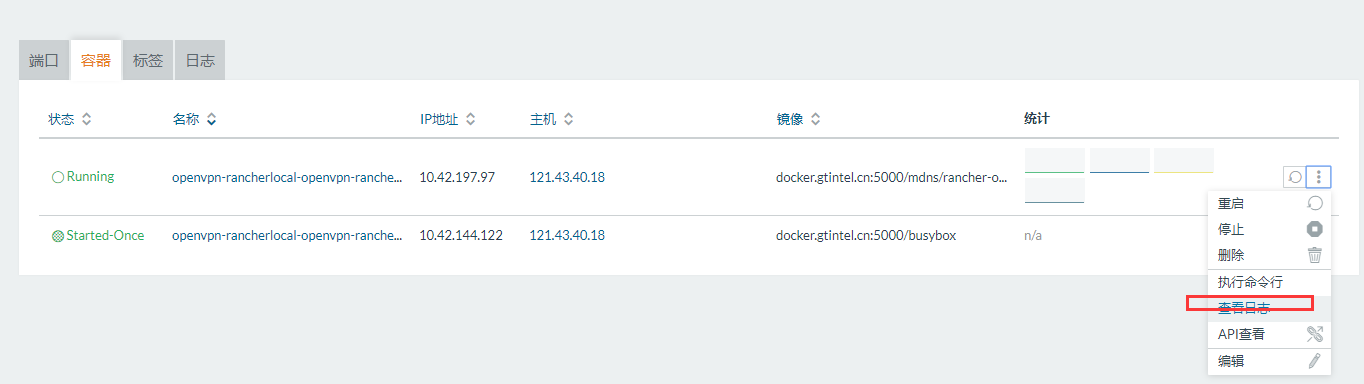 端口 容器 标签 日志
状态 名称 IP地址 主机 镜像 统计
Running openvpn-rancherlocal-openvpn-ranche... 10.42.197.97 121.43.40.18 docker.gtintel.cn:5000/mdns/rancher-o...
重启
停止
Started-Once openvpn-rancherlocal-openvpn-ranche... 10.42.144.122 121.43.40.18 docker.gtintel.cn:5000/busybox n/a
删除
执行命令行
查看日志
API查看
编辑